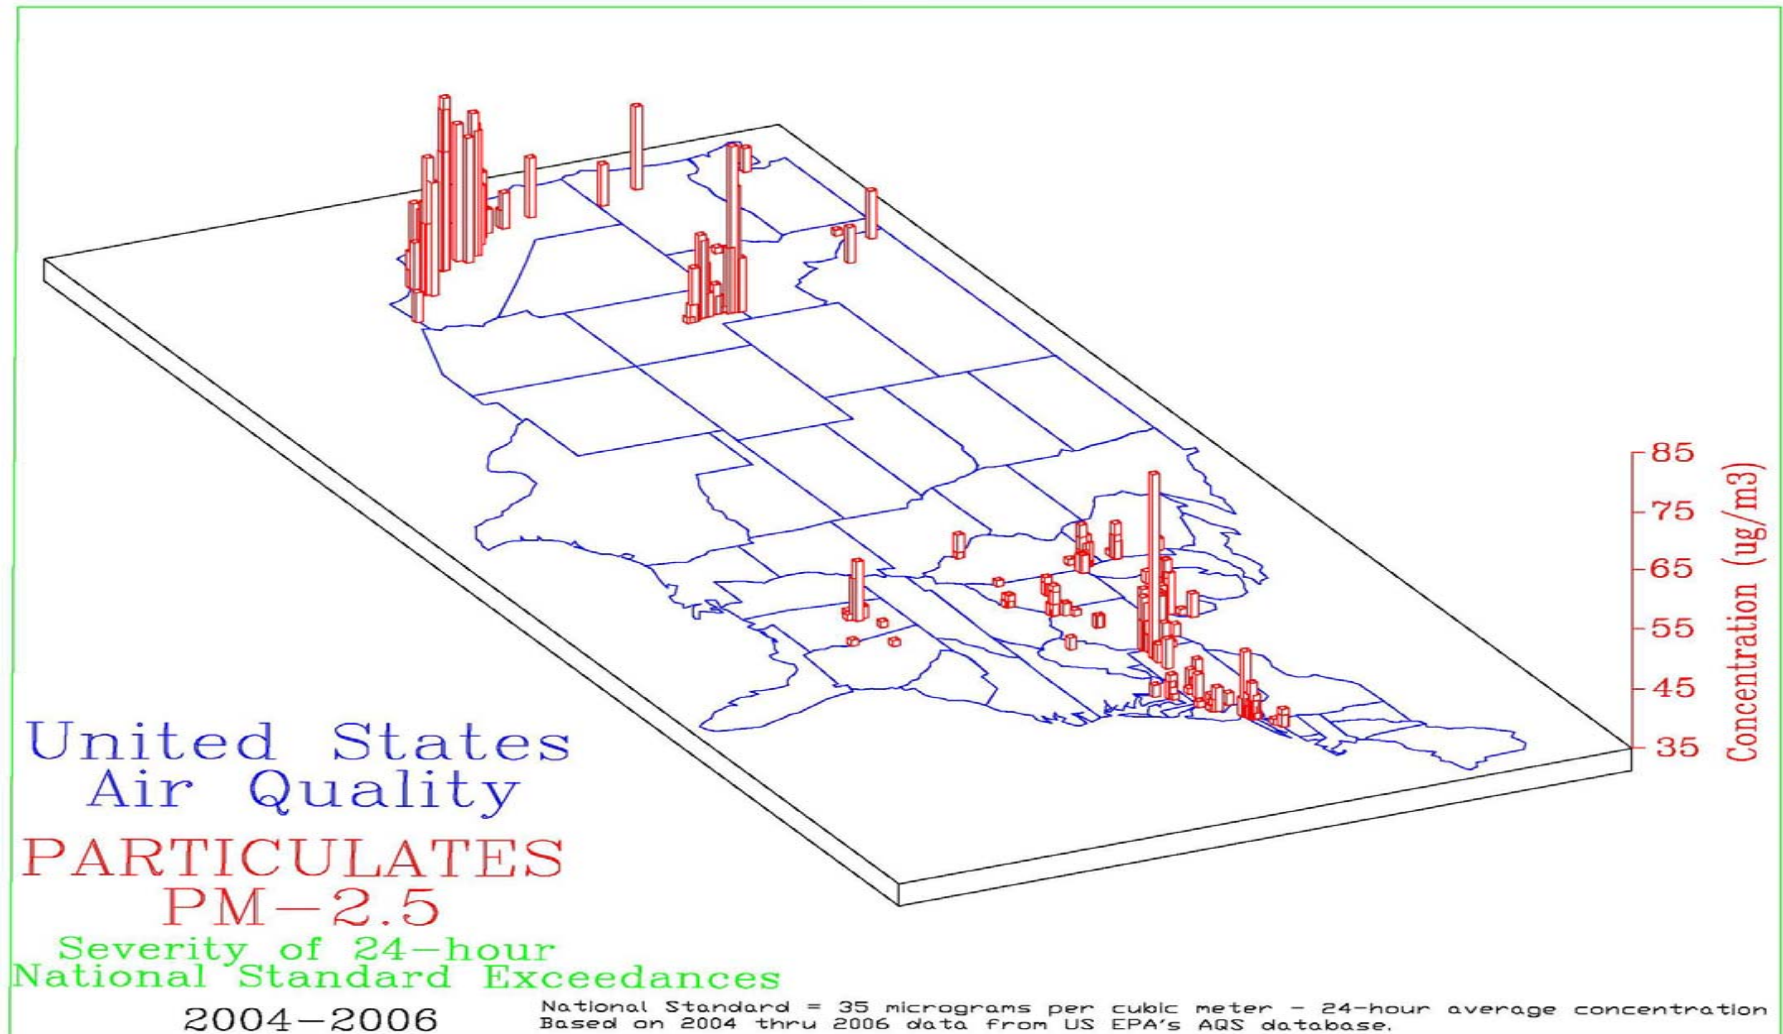 85
75
65
55
45
35
Concentration (ug/m3)
United States
Air Quality
PARTICULATES
PM-2.5
Severity of 24-hour
National Standard Exceedances
2004-2006
National Standard = 35 micrograms per cubic meter - 24-hour average concentration
Based on 2004 thru 2006 data from US EPA's AQS database.